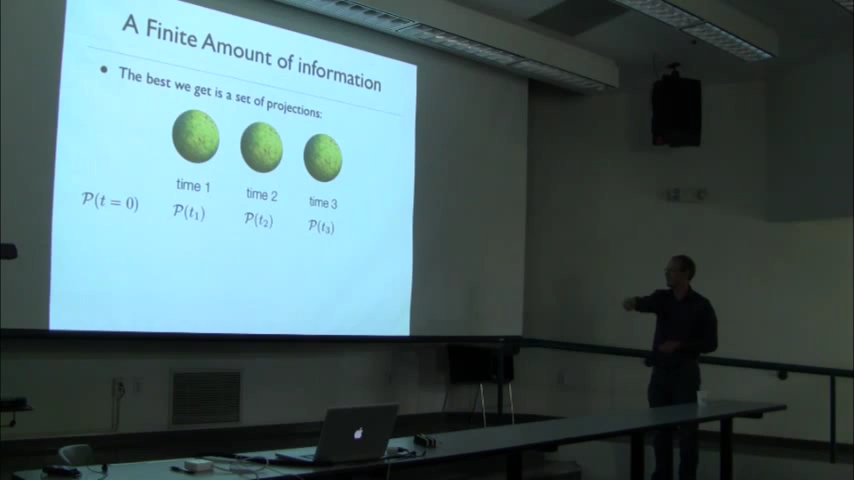 A Finite Amount of information
• The best we get is a set of projections:
time 1 time 2 time 3
P(t = 0) P(t₁) P(t₂) P(t₃)